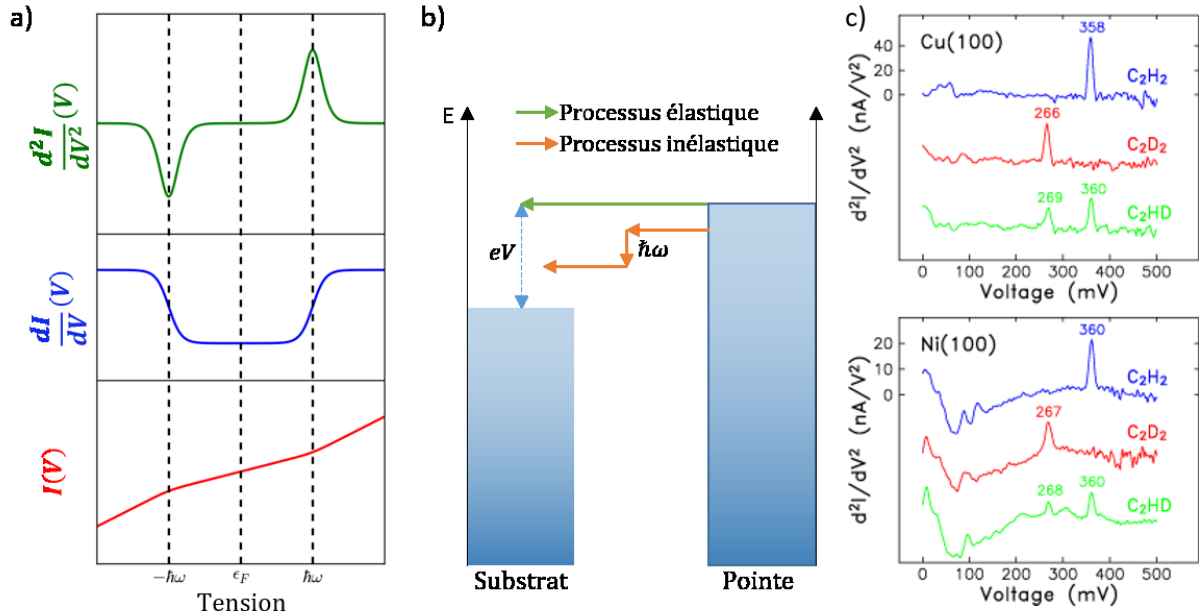 a)
d²I/dV² (V)
dI/dV (V)
I(V)
−ħω
ϵF
ħω
Tension
b)
E
Processus élastique
Processus inélastique
eV
ħω
Substrat
Pointe
c)
Cu(100)
358
C₂H₂
266
C₂D₂
269
360
C₂HD
40
20
0
d²I/dV² (nA/V²)
0 100 200 300 400 500
Voltage (mV)
Ni(100)
360
C₂H₂
267
C₂D₂
268
360
C₂HD
20
10
0
d²I/dV² (nA/V²)
0 100 200 300 400 500
Voltage (mV)